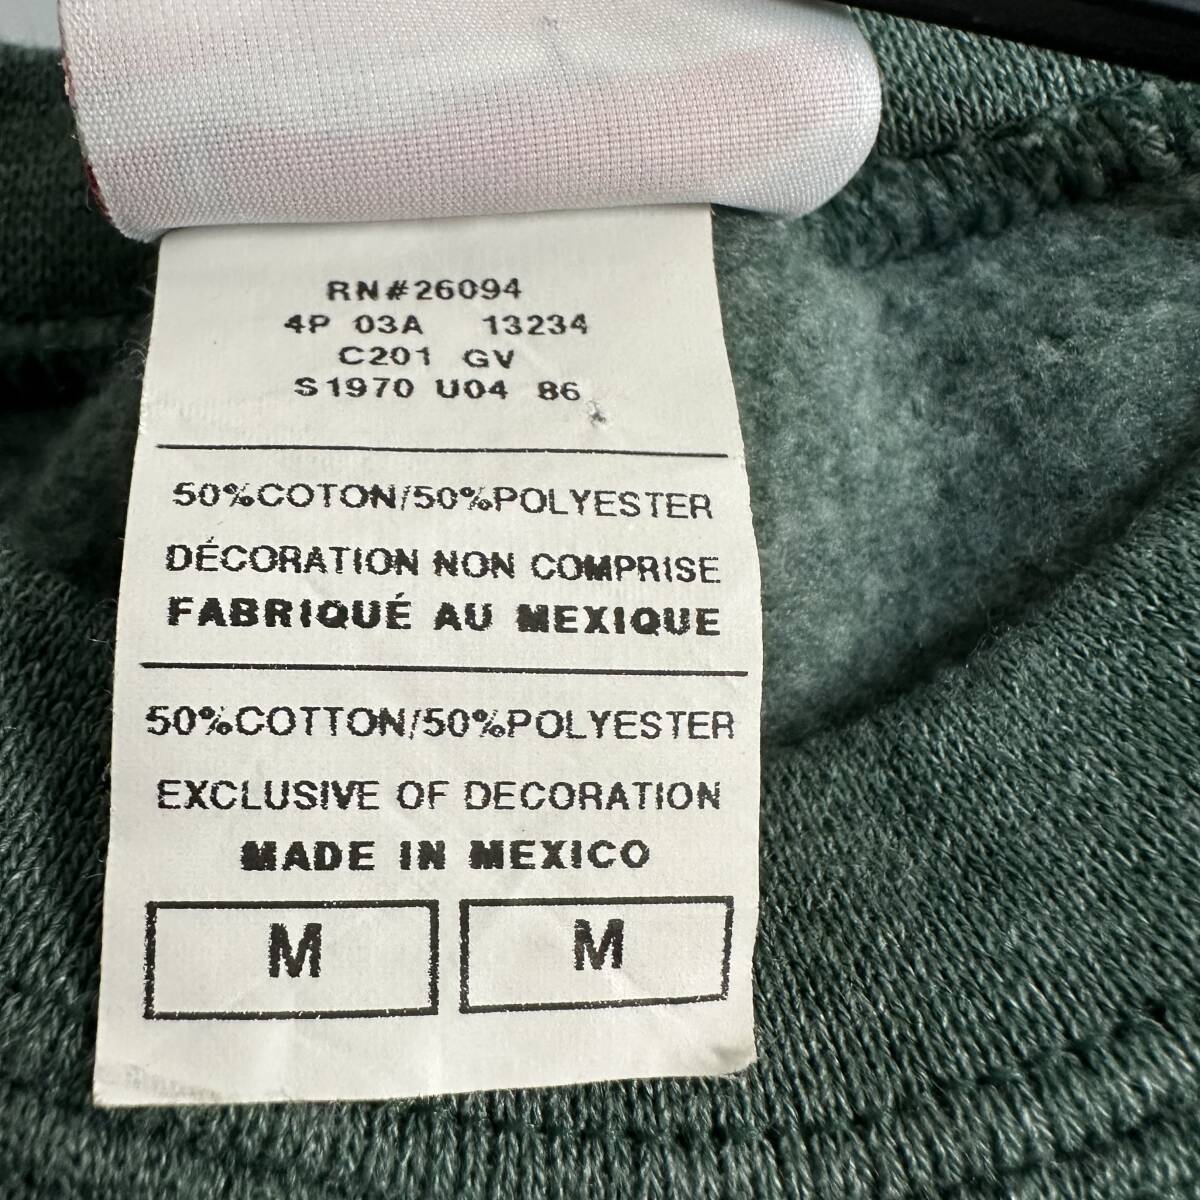 RN#26094
4P 03A 13234
C201 GV
S1970 U04 86
50%COTON/50%POLYESTER
DÉCORATION NON COMPRISE
FABRIQUÉ AU MEXIQUE
50%COTTON/50%POLYESTER
EXCLUSIVE OF DECORATION
MADE IN MEXICO
M M